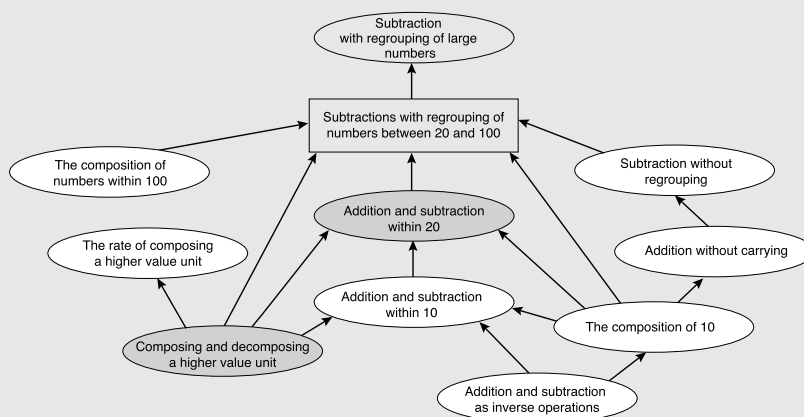 Subtraction
with regrouping of large
numbers
Subtractions with regrouping of
numbers between 20 and 100
The composition of
numbers within 100
Subtraction without
regrouping
Addition and subtraction
within 20
The rate of composing
a higher value unit
Addition without carrying
Addition and subtraction
within 10
The composition of 10
Composing and decomposing
a higher value unit
Addition and subtraction
as inverse operations